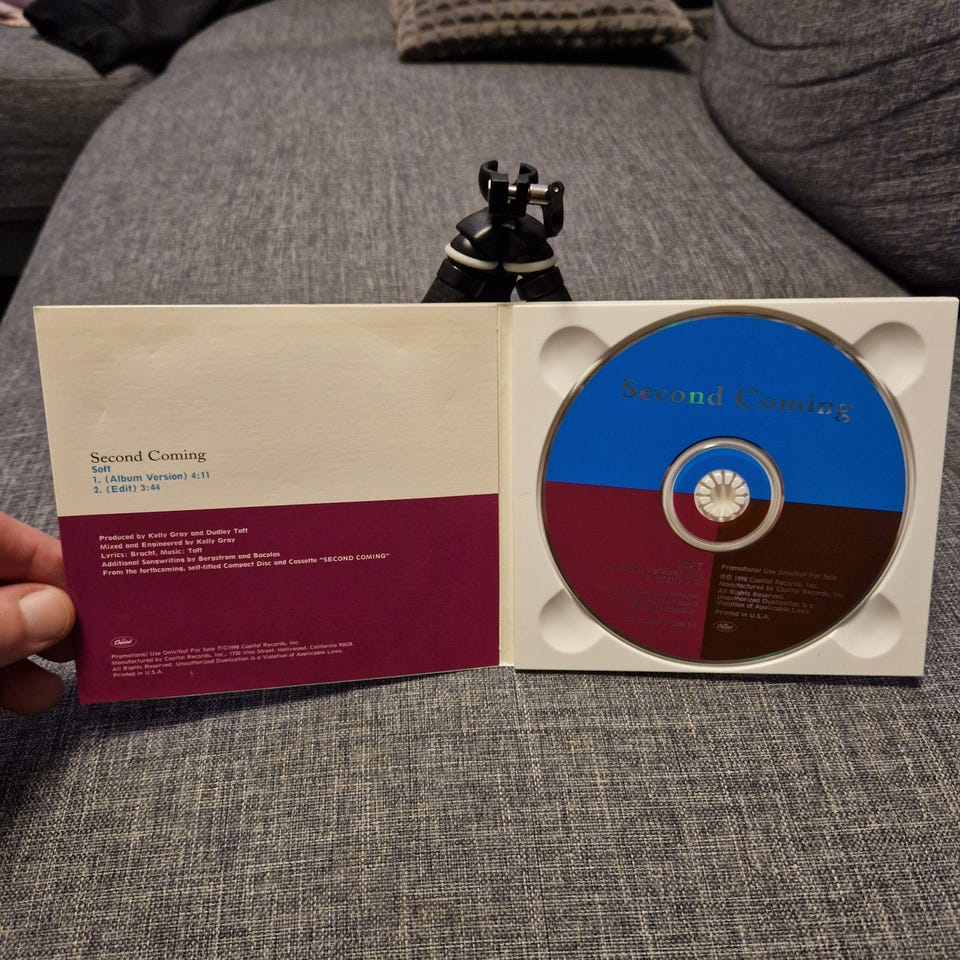 Second Coming
Soft
1. (Album Version) 4:11
2. (Edit) 3:44
Produced by Kelly Gray and Dudley Taft
Mixed and Engineered by Kelly Gray
Lyrics: Bracht, Music: Taft
Additional Songwriting by Bergstrom and Bacolas
From the forthcoming, self-titled Compact Disc and Cassette "SECOND COMING"
Capitol
Promotional Use Only/Not For Sale ℗©1998 Capitol Records, Inc.
Manufactured by Capitol Records, Inc., 1750 Vine Street, Hollywood, California 90028.
All Rights Reserved. Unauthorized Duplication is a Violation of Applicable Laws.
Printed in U.S.A.
Second Coming
SOFT
Promotional Use Only/Not For Sale
℗© 1998 Capitol Records, Inc.
Manufactured by Capitol Records, Inc.
All Rights Reserved.
Unauthorized Duplication is a
Violation of Applicable Laws.
Printed in U.S.A.
Capitol